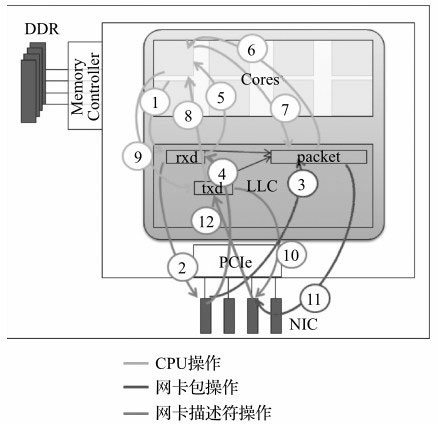 DDR
Memory
Controller
Cores
6
1
5
7
8
9
rxd
packet
4
3
txd
LLC
12
2
PCIe
10
11
NIC
CPU操作
网卡包操作
网卡描述符操作